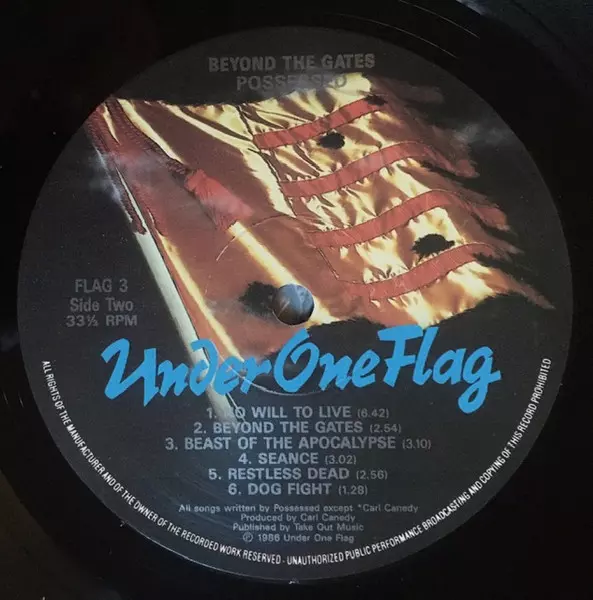 BEYOND THE GATES
POSSESSED
FLAG 3
Side Two
33⅓ RPM
Under One Flag
1. NO WILL TO LIVE (6.42)
2. BEYOND THE GATES (2.54)
3. BEAST OF THE APOCALYPSE (3.10)
4. SEANCE (3.02)
5. RESTLESS DEAD (2.56)
6. DOG FIGHT (1.28)
All songs written by Possessed except *Carl Canedy
Produced by Carl Canedy
Published by Take Out Music
Ⓟ 1986 Under One Flag
ALL RIGHTS OF THE MANUFACTURER AND OF THE OWNER OF THE RECORDED WORK RESERVED - UNAUTHORIZED PUBLIC PERFORMANCE BROADCASTING AND COPYING OF THIS RECORD PROHIBITED